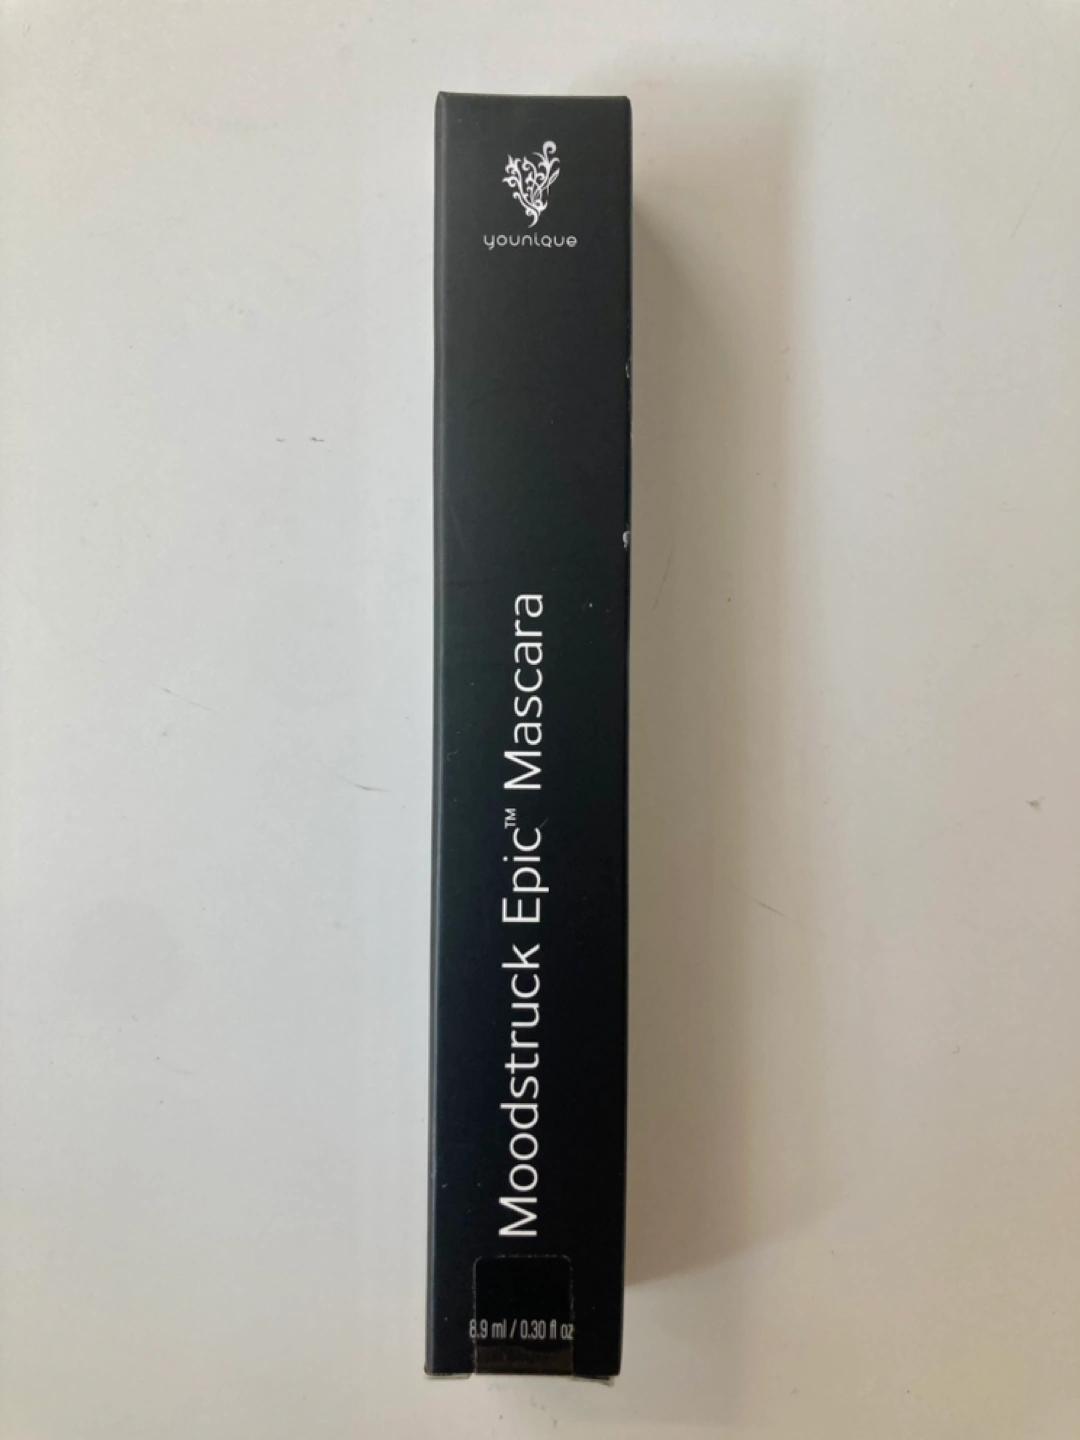 younique
Moodstruck Epic™ Mascara
8.9 ml / 0.30 fl oz